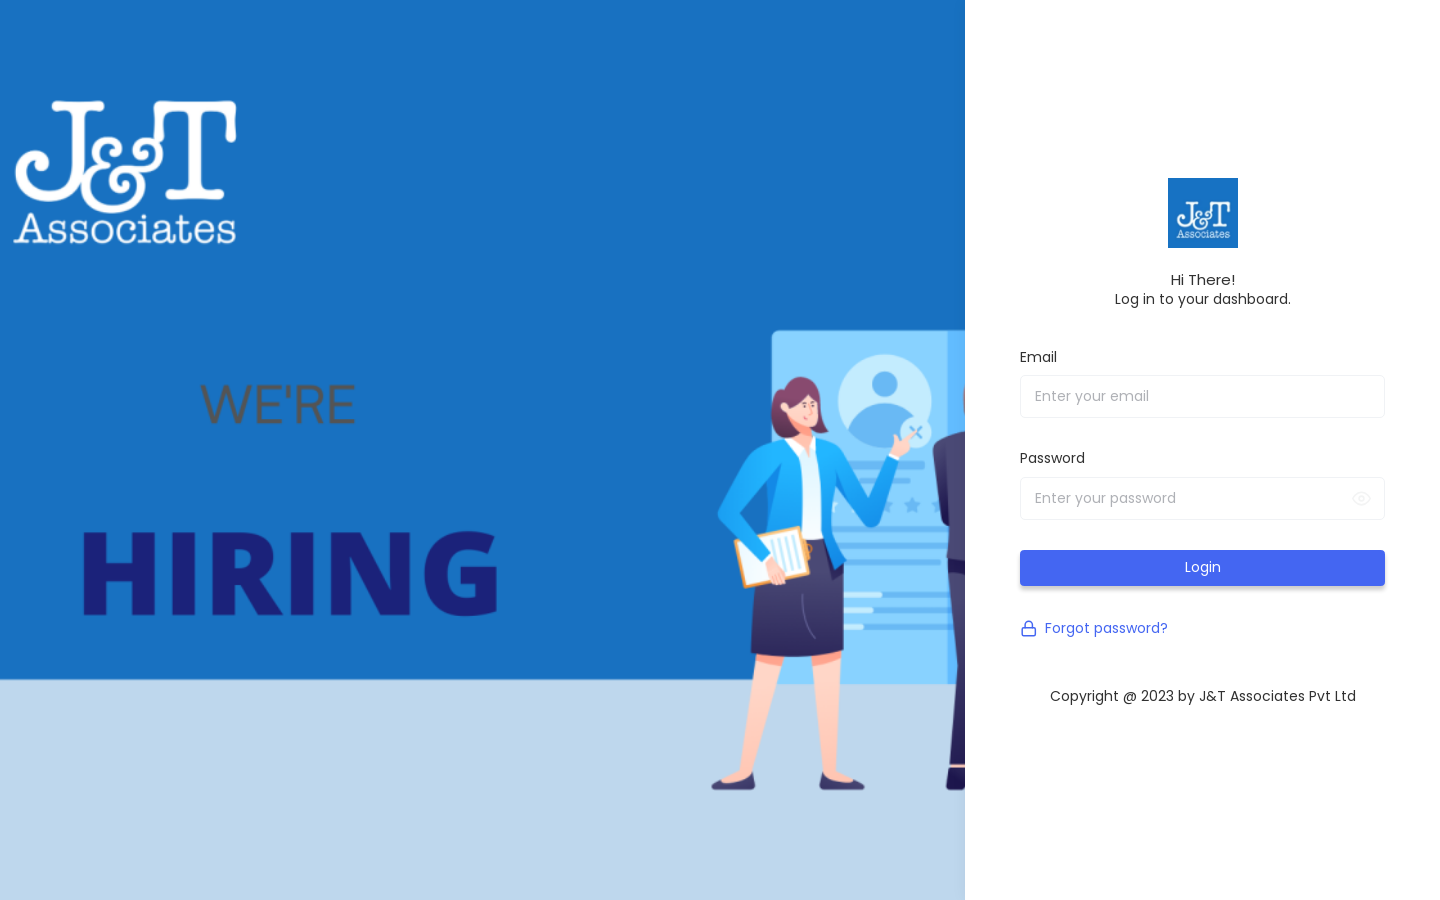 J&T
Associates
WE'RE
HIRING
J&T
Associates
Hi There!
Log in to your dashboard.
Email
Enter your email
Password
Enter your password
Login
Forgot password?
Copyright @ 2023 by J&T Associates Pvt Ltd